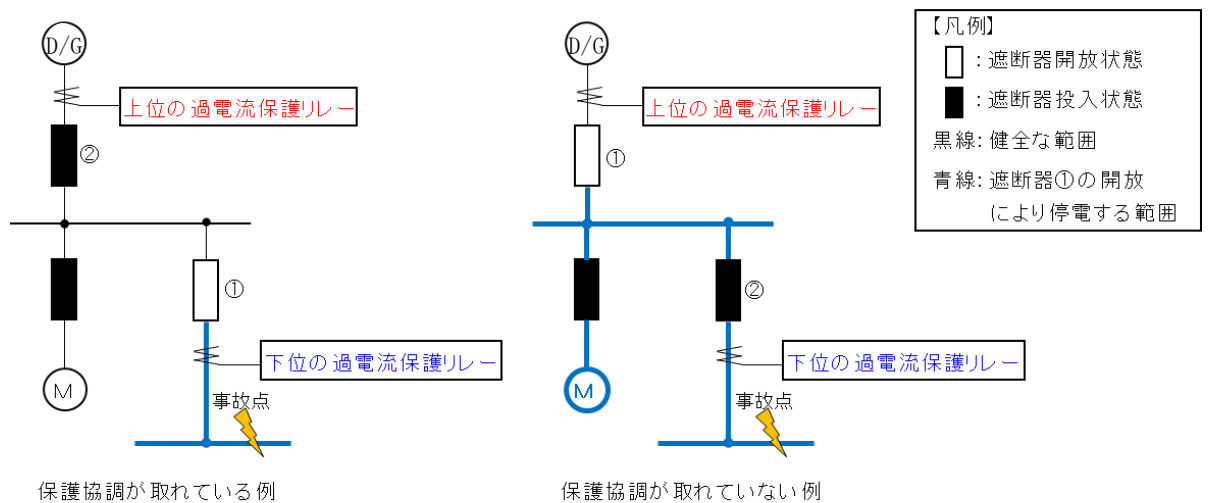 D/G
上位の過電流保護リレー
②
①
下位の過電流保護リレー
M
事故点
保護協調が取れている例
D/G
上位の過電流保護リレー
①
②
下位の過電流保護リレー
M
事故点
保護協調が取れていない例
【凡例】
：遮断器開放状態
：遮断器投入状態
黒線：健全な範囲
青線：遮断器①の開放
により停電する範囲